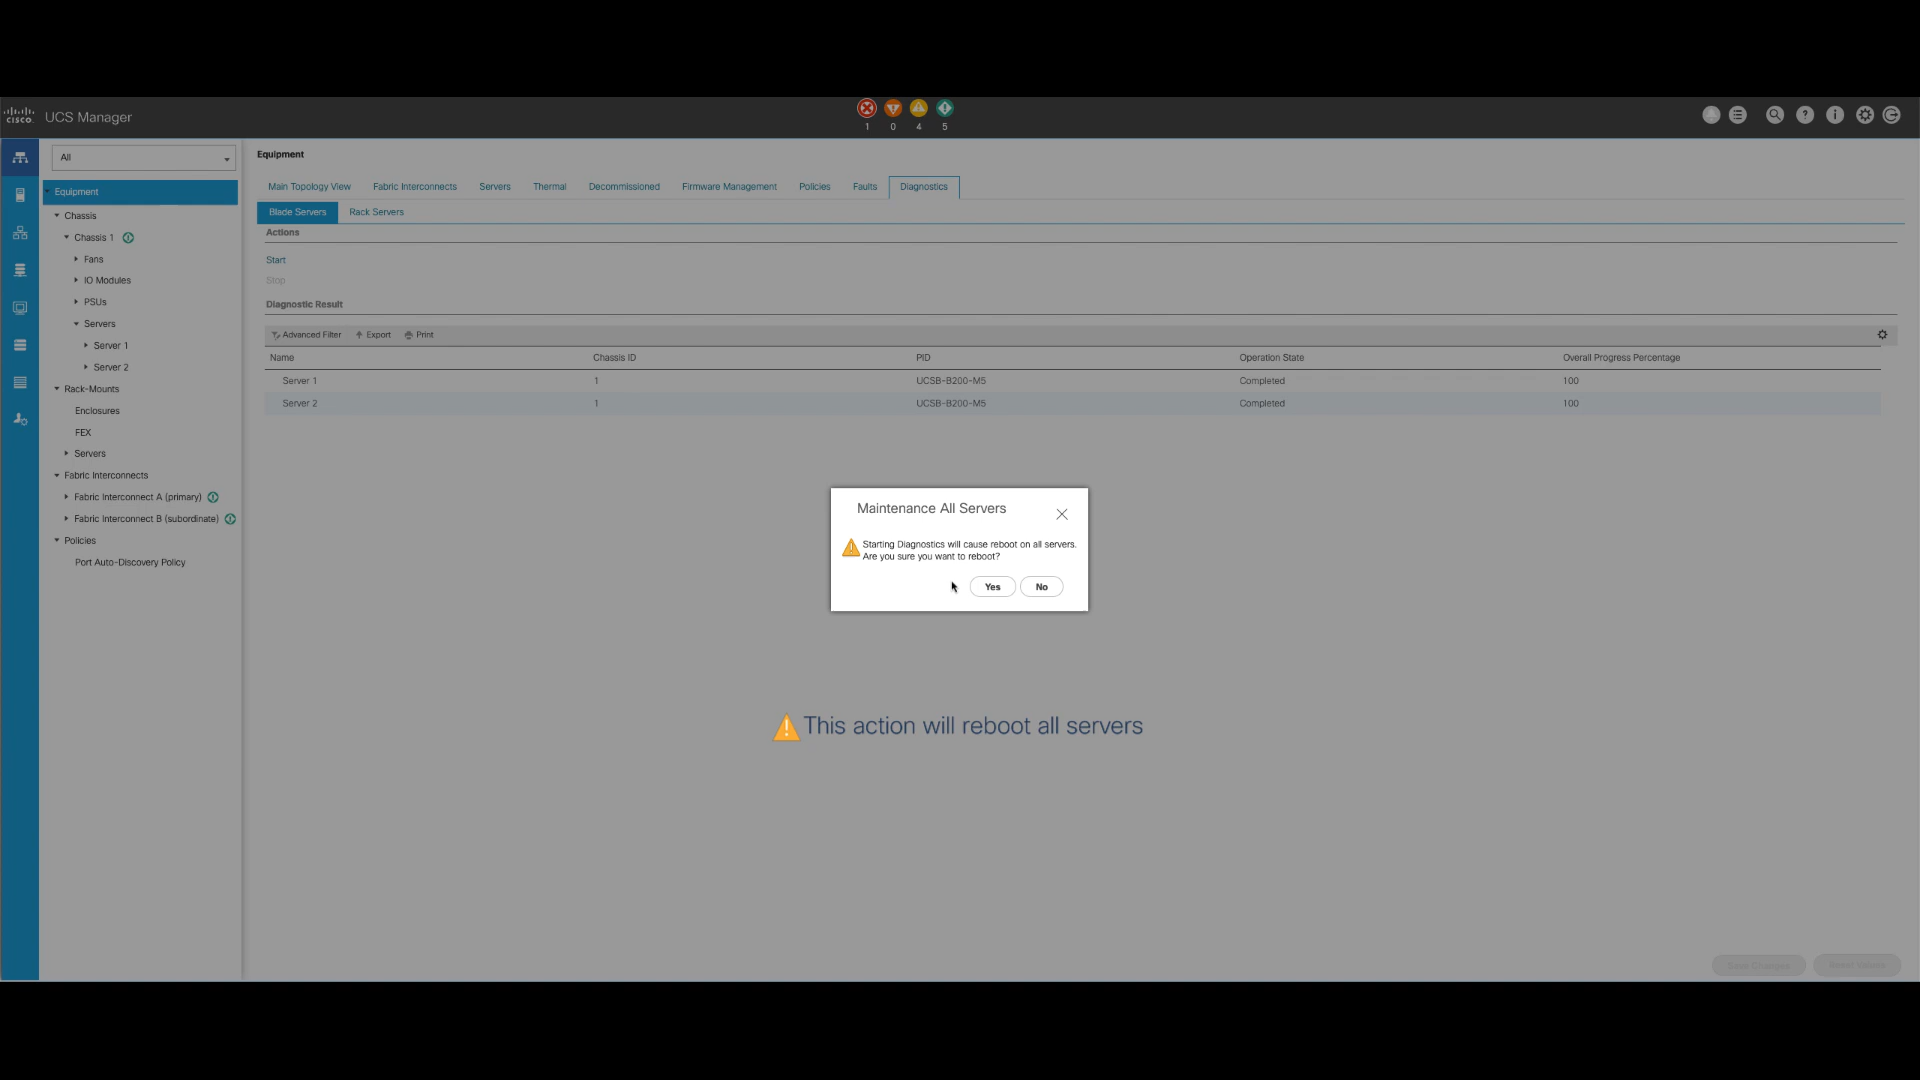 cisco
UCS Manager
1 0 4 5
All
Equipment
Chassis
Chassis 1
Fans
IO Modules
PSUs
Servers
Server 1
Server 2
Rack-Mounts
Enclosures
FEX
Servers
Fabric Interconnects
Fabric Interconnect A (primary)
Fabric Interconnect B (subordinate)
Policies
Port Auto-Discovery Policy
Equipment
Main Topology View Fabric Interconnects Servers Thermal Decommissioned Firmware Management Policies Faults Diagnostics
Blade Servers Rack Servers
Actions
Start
Stop
Diagnostic Result
Advanced Filter Export Print
Name Chassis ID PID Operation State Overall Progress Percentage
Server 1 1 UCSB-B200-M5 Completed 100
Server 2 1 UCSB-B200-M5 Completed 100
Maintenance All Servers
Starting Diagnostics will cause reboot on all servers.
Are you sure you want to reboot?
Yes No
This action will reboot all servers